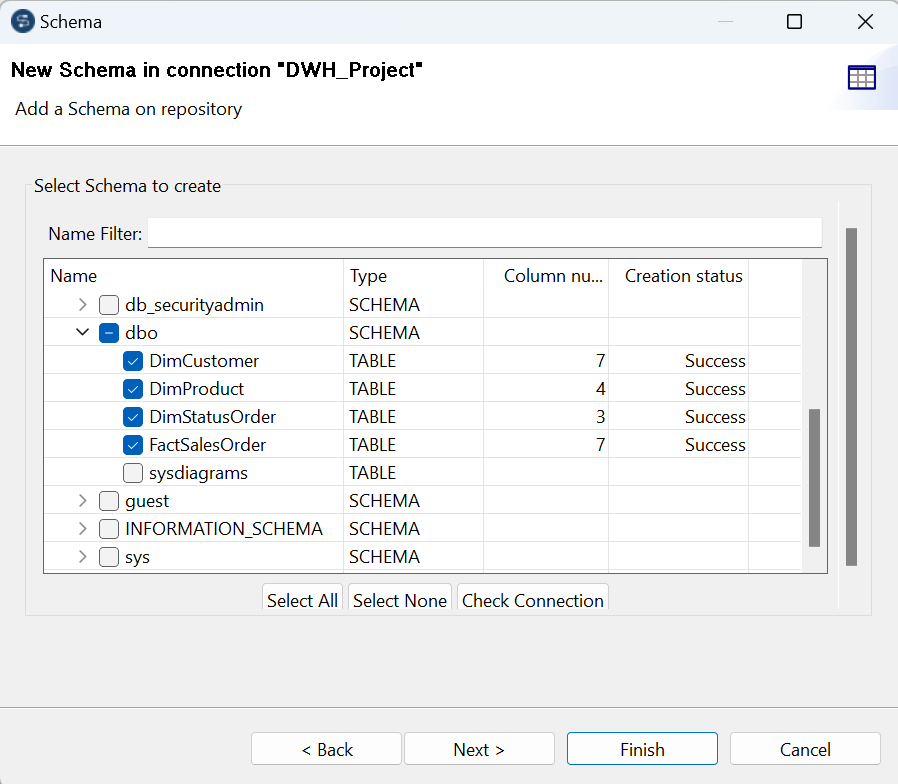 Schema
New Schema in connection "DWH_Project"
Add a Schema on repository
Select Schema to create
Name Filter:
Name Type Column nu... Creation status
db_securityadmin SCHEMA
dbo SCHEMA
DimCustomer TABLE 7 Success
DimProduct TABLE 4 Success
DimStatusOrder TABLE 3 Success
FactSalesOrder TABLE 7 Success
sysdiagrams TABLE
guest SCHEMA
INFORMATION_SCHEMA SCHEMA
sys SCHEMA
Select All Select None Check Connection
< Back Next > Finish Cancel